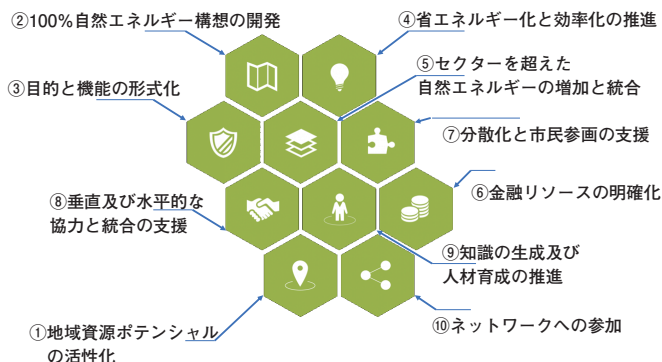 ②100%自然エネルギー構想の開発
④省エネルギー化と効率化の推進
③目的と機能の形式化
⑤セクターを超えた
自然エネルギーの増加と統合
⑦分散化と市民参画の支援
⑧垂直及び水平的な
協力と統合の支援
⑥金融リソースの明確化
⑨知識の生成及び
人材育成の推進
①地域資源ポテンシャル
の活性化
⑩ネットワークへの参加